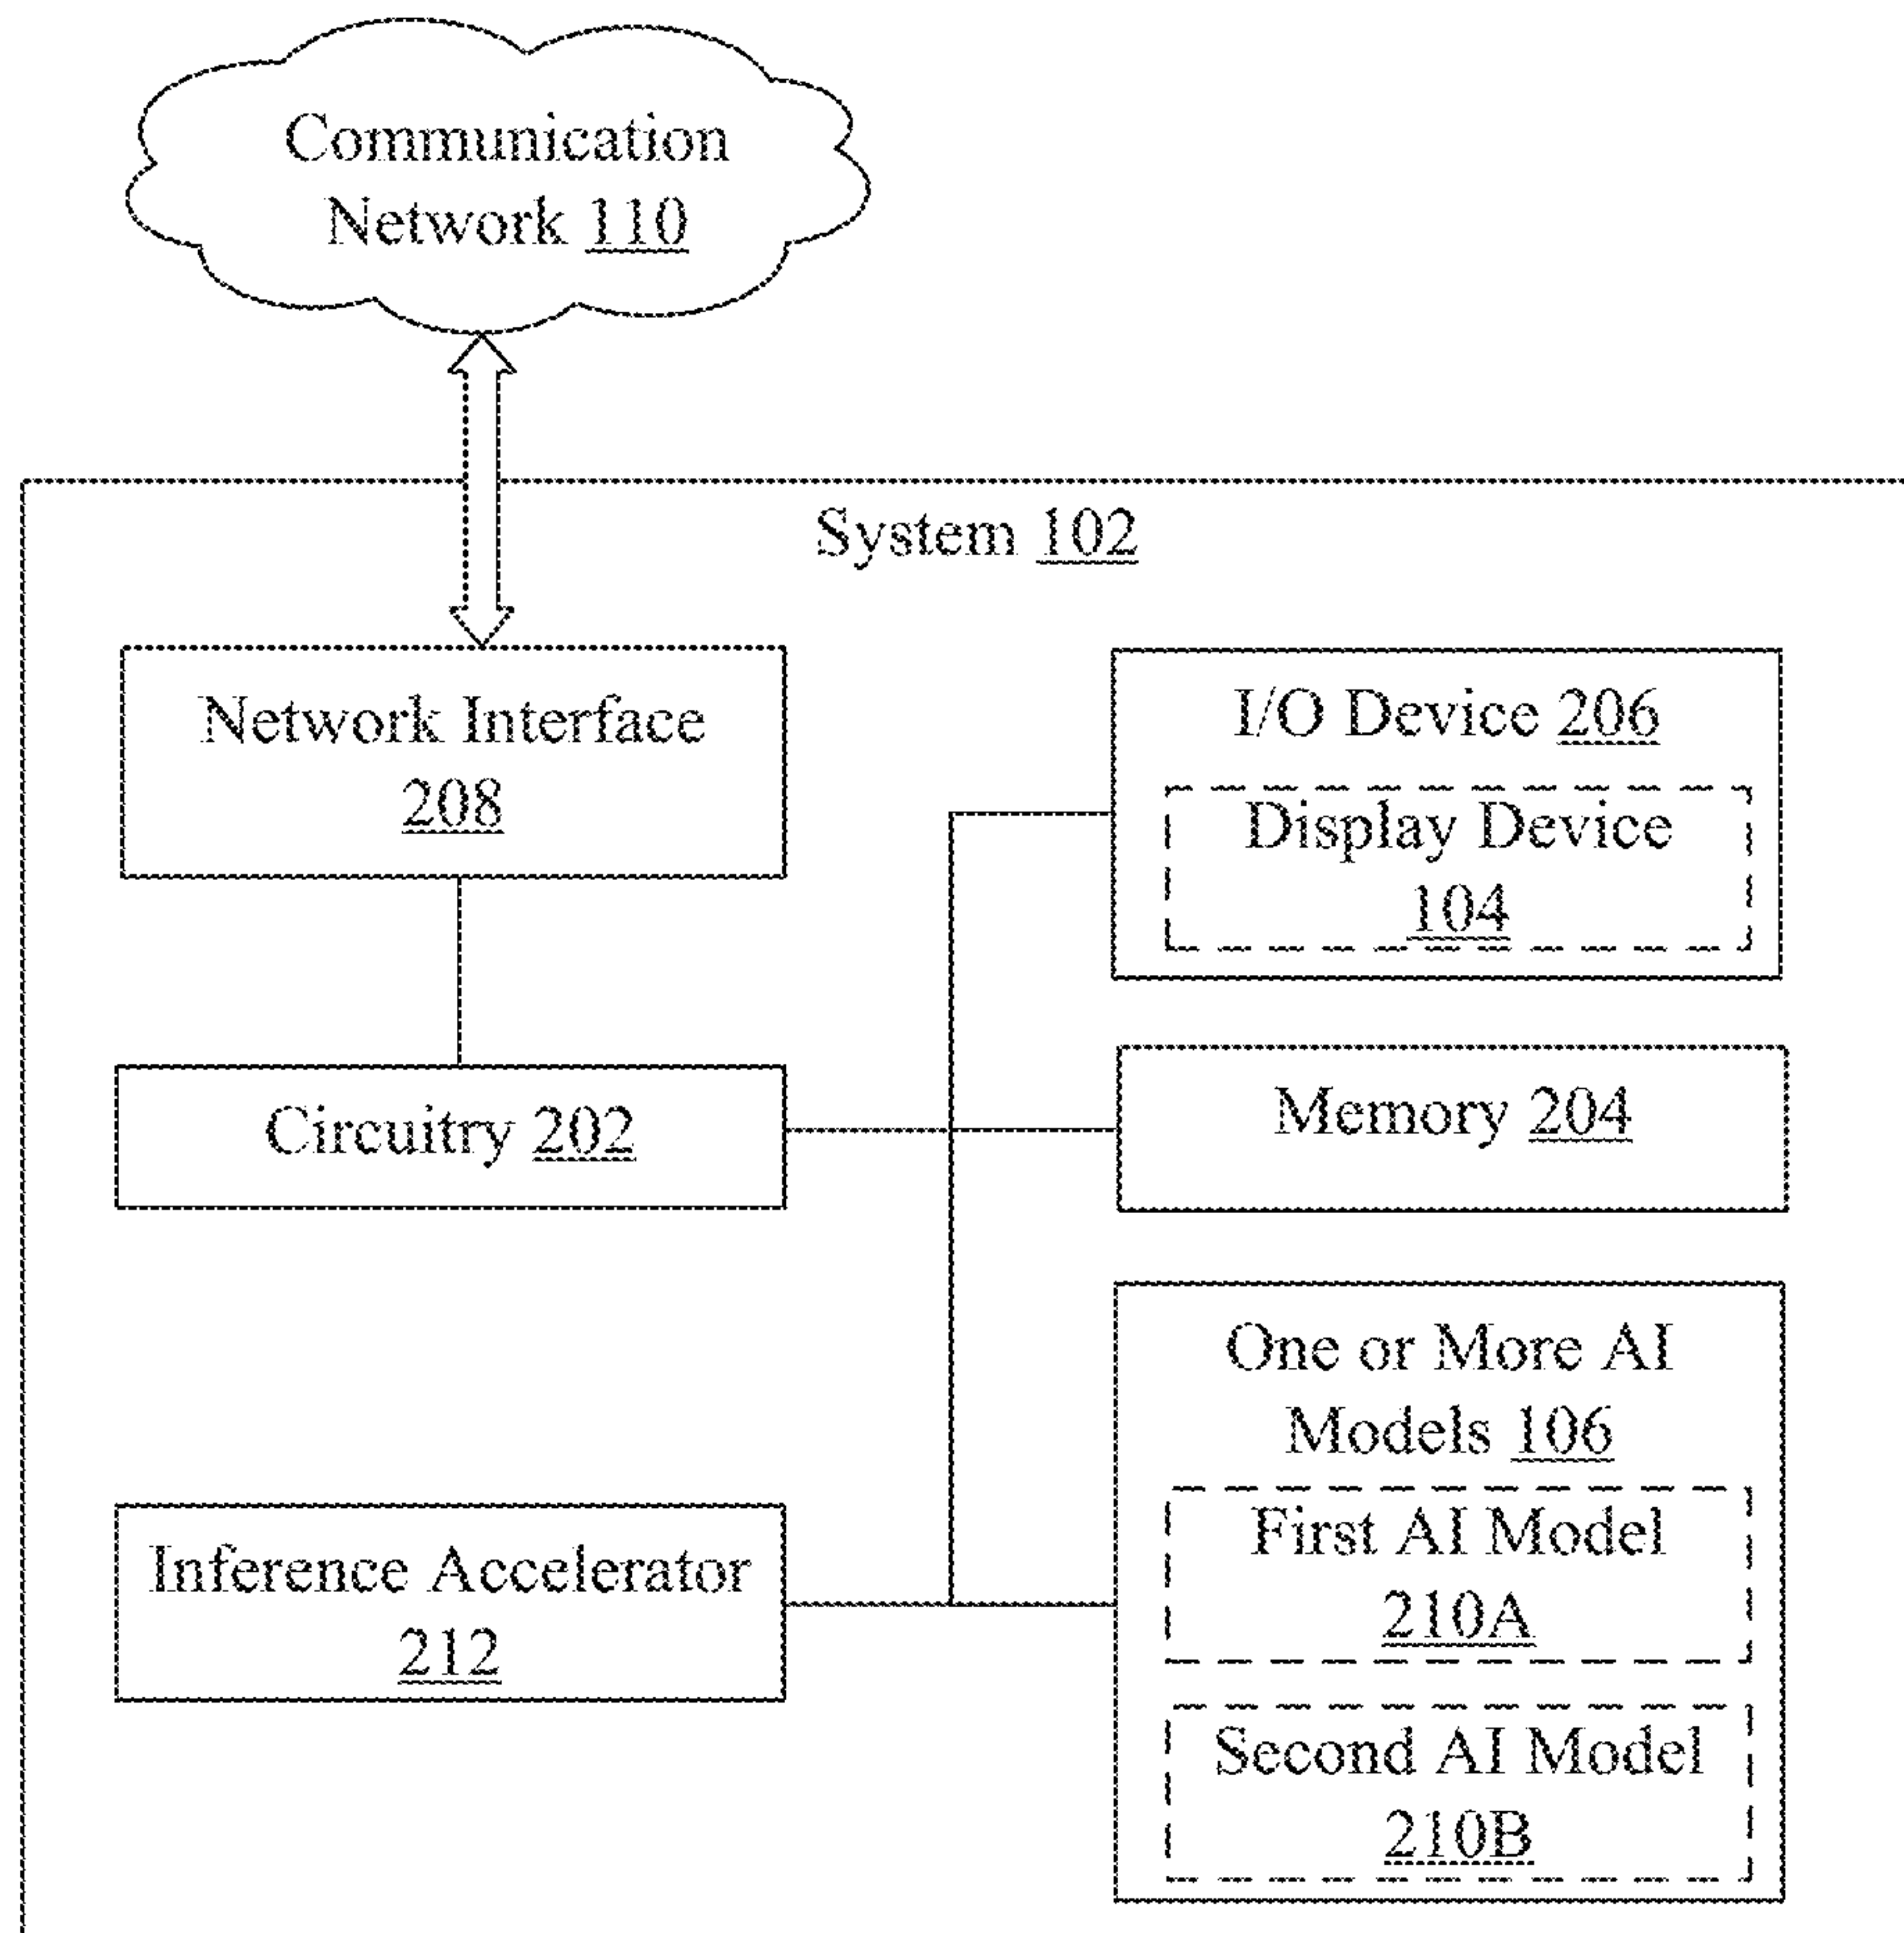 Communication
Network 110
System 102
Network Interface
208
I/O Device 206
Display Device
104
Circuitry 202
Memory 204
One or More AI
Models 106
First AI Model
210A
Inference Accelerator
212
Second AI Model
210B